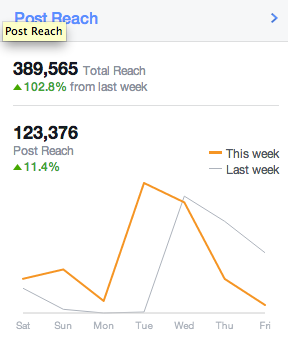 Post Reach
Post Reach
389,565 Total Reach
102.8% from last week
123,376
Post Reach
11.4%
This week
Last week
Sat Sun Mon Tue Wed Thu Fri